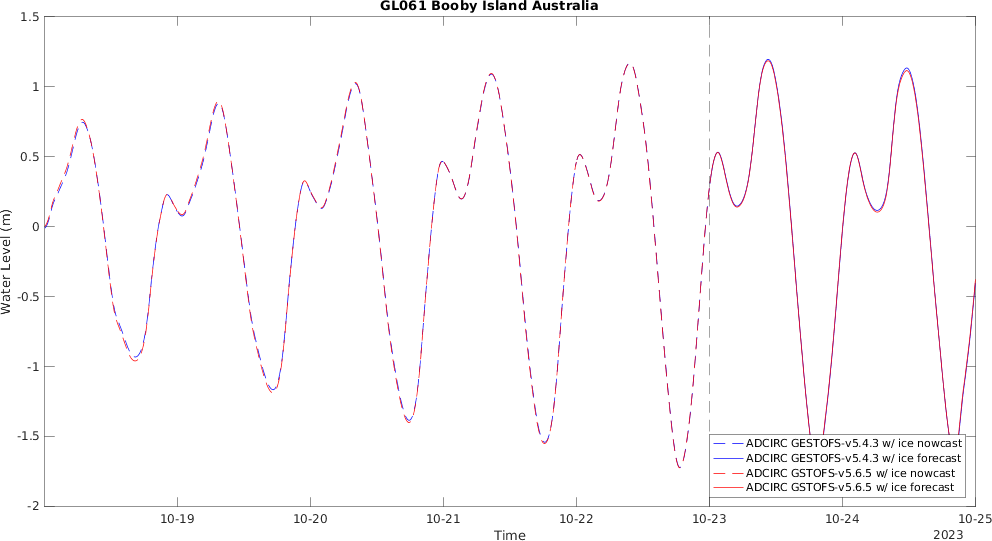 GL061 Booby Island Australia
1.5
1
0.5
0
-0.5
-1
-1.5
-2
Water Level (m)
ADCIRC GESTOFS-v5.4.3 w/ ice nowcast
ADCIRC GESTOFS-v5.4.3 w/ ice forecast
ADCIRC GSTOFS-v5.6.5 w/ ice nowcast
ADCIRC GSTOFS-v5.6.5 w/ ice forecast
10-19 10-20 10-21 10-22 10-23 10-24 10-25
Time
2023